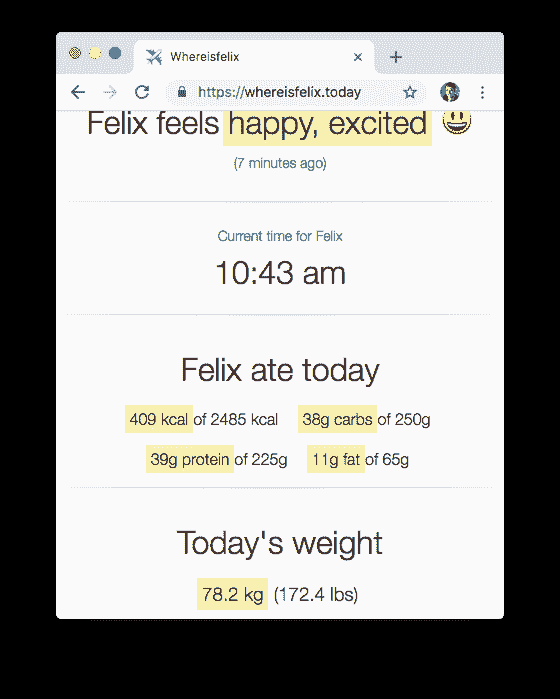 Whereisfelix
https://whereisfelix.today
Felix feels happy, excited
(7 minutes ago)
Current time for Felix
10:43 am
Felix ate today
409 kcal of 2485 kcal 38g carbs of 250g
39g protein of 225g 11g fat of 65g
Today's weight
78.2 kg (172.4 lbs)